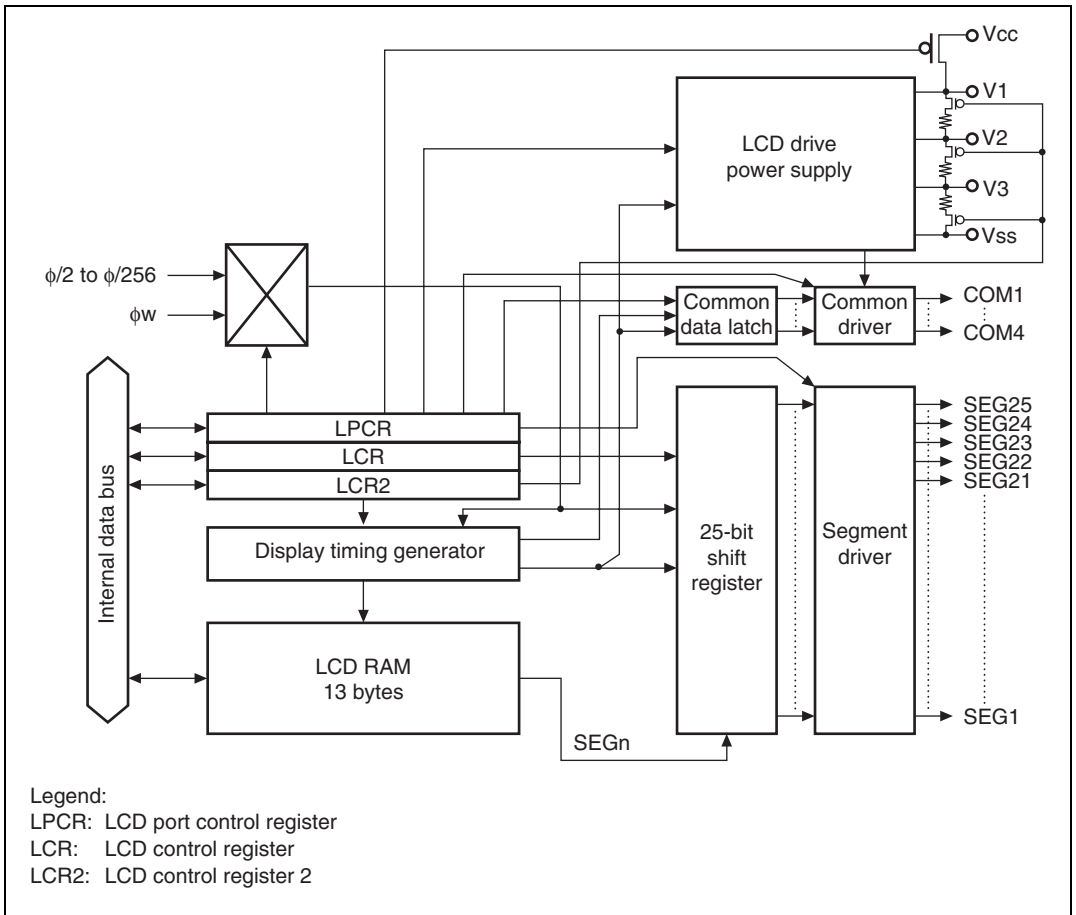 Vcc
V1
LCD drive
power supply
V2
V3
Vss
ϕ/2 to ϕ/256
ϕw
Common
data latch
Common
driver
COM1
COM4
Internal data bus
LPCR
LCR
LCR2
Display timing generator
LCD RAM
13 bytes
SEGn
25-bit
shift
register
Segment
driver
SEG25
SEG24
SEG23
SEG22
SEG21
SEG1
Legend:
LPCR: LCD port control register
LCR: LCD control register
LCR2: LCD control register 2